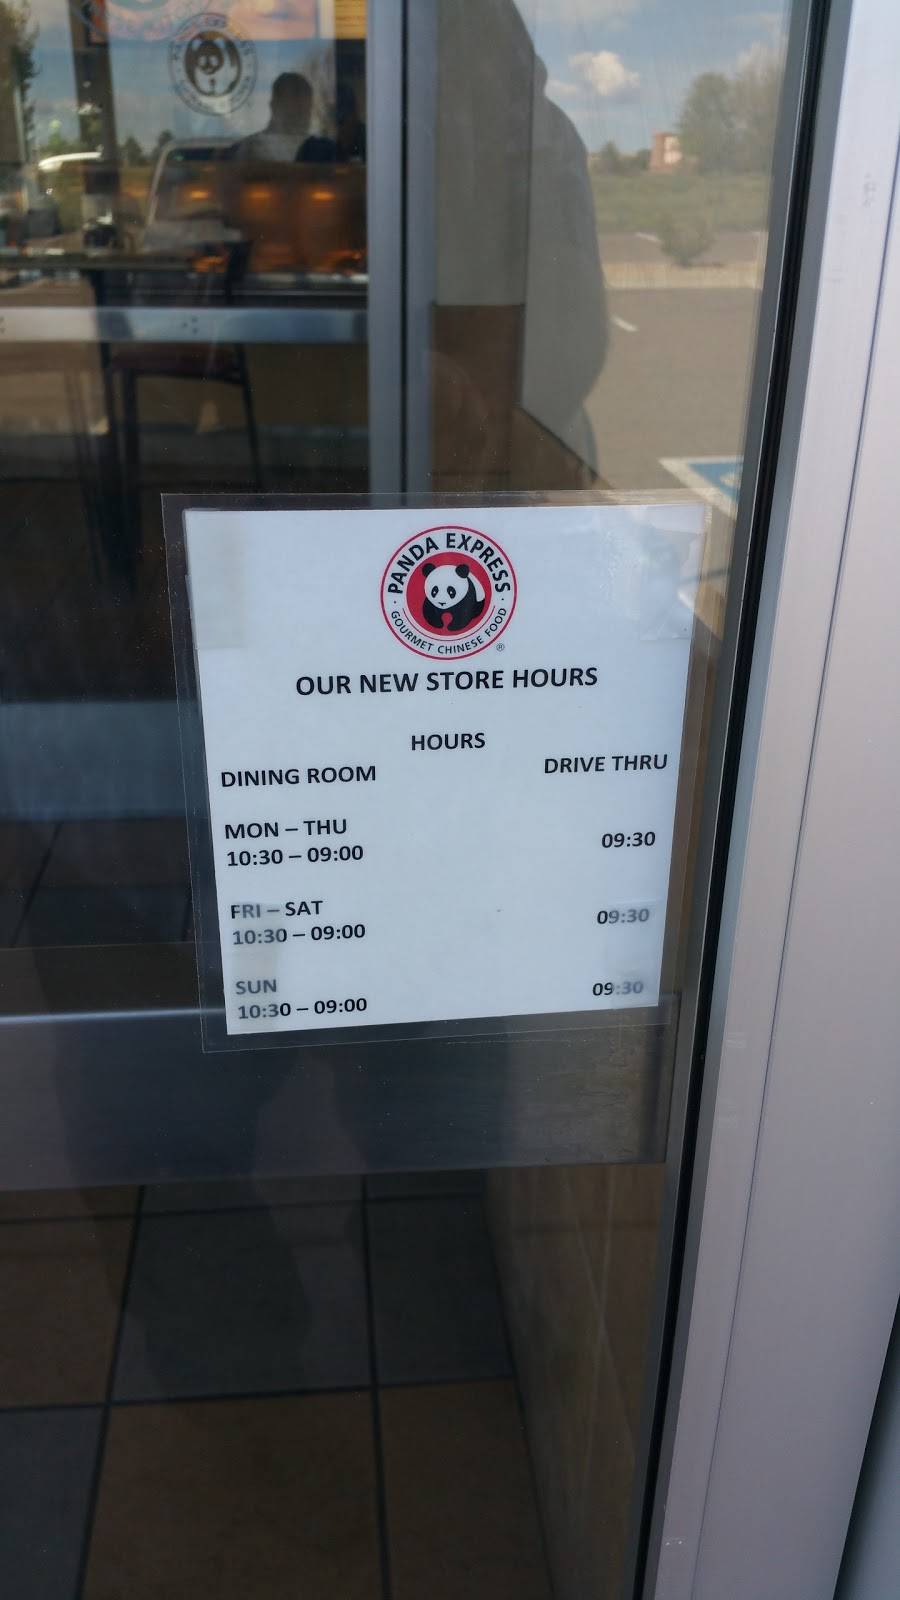 PANDA EXPRESS
GOURMET CHINESE FOOD
®
OUR NEW STORE HOURS
HOURS
DINING ROOM DRIVE THRU
MON – THU
10:30 – 09:00 09:30
FRI – SAT
10:30 – 09:00 09:30
SUN
10:30 – 09:00 09:30